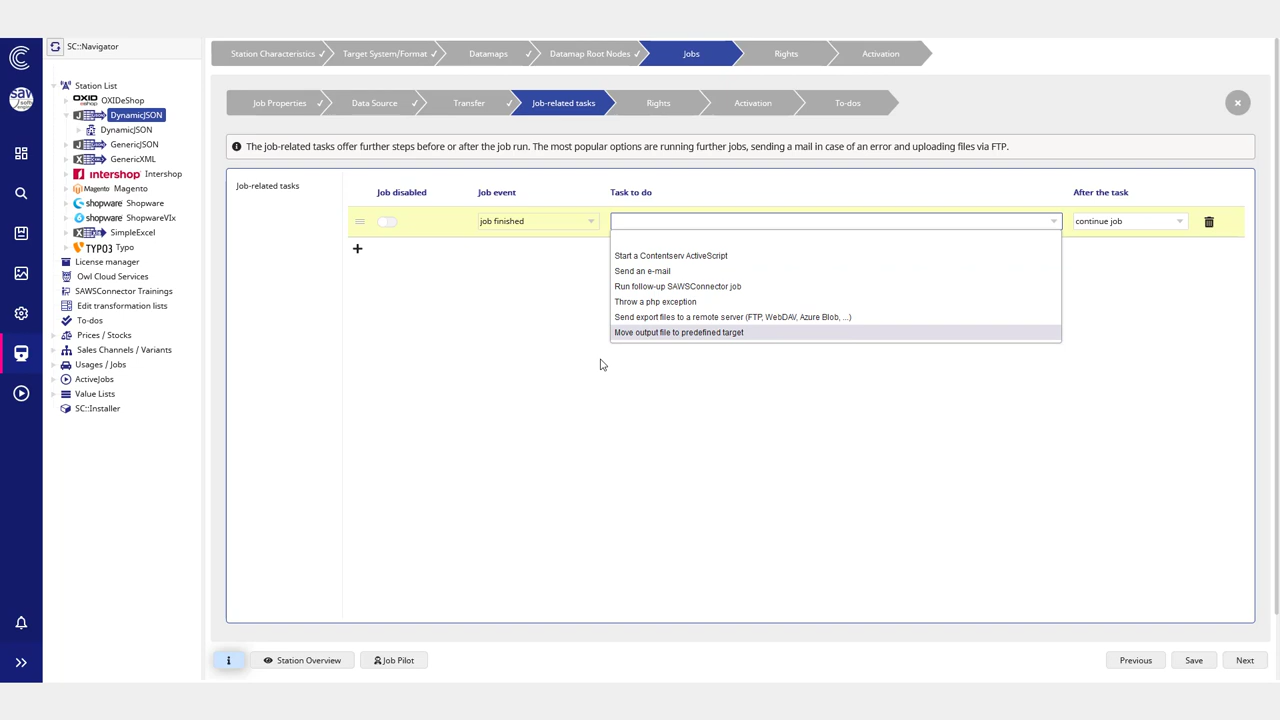 SC::Navigator
Station Characteristics ✓
Target System/Format ✓
Datamaps ✓
Datamap Root Nodes ✓
Jobs
Rights
Activation
Station List
OXIDeShop
DynamicJSON
DynamicJSON
GenericJSON
GenericXML
intershop Intershop
Magento Magento
shopware Shopware
shopware ShopwareVIx
SimpleExcel
TYPO3 Typo
License manager
Owl Cloud Services
SAWSConnector Trainings
Edit transformation lists
To-dos
Prices / Stocks
Sales Channels / Variants
Usages / Jobs
ActiveJobs
Value Lists
SC::Installer
Job Properties ✓
Data Source ✓
Transfer ✓
Job-related tasks
Rights
Activation
To-dos
The job-related tasks offer further steps before or after the job run. The most popular options are running further jobs, sending a mail in case of an error and uploading files via FTP.
Job-related tasks
Job disabled
Job event
Task to do
After the task
job finished
continue job
Start a Contentserv ActiveScript
Send an e-mail
Run follow-up SAWSConnector job
Throw a php exception
Send export files to a remote server (FTP, WebDAV, Azure Blob, ...)
Move output file to predefined target
Station Overview
Job Pilot
Previous
Save
Next